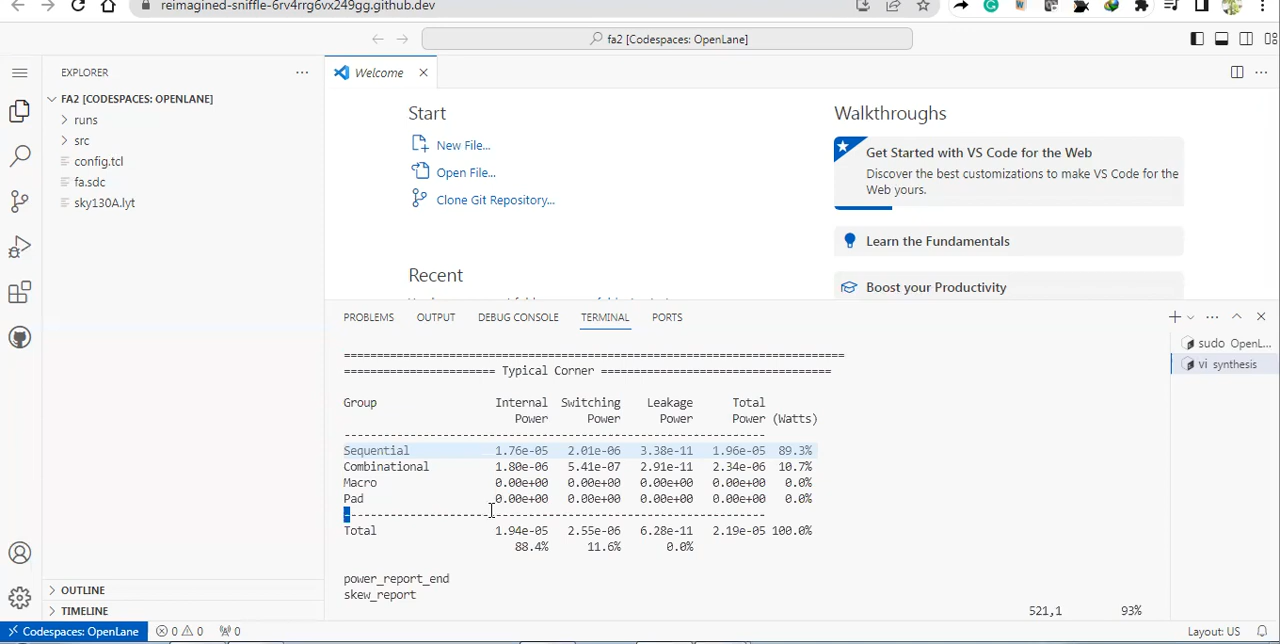 reimagined-sniffle-6rv4rrg6vx249gg.github.dev
fa2 [Codespaces: OpenLane]
EXPLORER
FA2 [CODESPACES: OPENLANE]
runs
src
config.tcl
fa.sdc
sky130A.lyt
OUTLINE
TIMELINE
Welcome
Start
New File...
Open File...
Clone Git Repository...
Recent
Walkthroughs
Get Started with VS Code for the Web
Discover the best customizations to make VS Code for the
Web yours.
Learn the Fundamentals
Boost your Productivity
PROBLEMS OUTPUT DEBUG CONSOLE TERMINAL PORTS
sudo OpenL...
vi synthesis
===========================================================================
======================= Typical Corner ===================================
Group Internal Switching Leakage Total
Power Power Power Power (Watts)
----------------------------------------------------------------
Sequential 1.76e-05 2.01e-06 3.38e-11 1.96e-05 89.3%
Combinational 1.80e-06 5.41e-07 2.91e-11 2.34e-06 10.7%
Macro 0.00e+00 0.00e+00 0.00e+00 0.00e+00 0.0%
Pad 0.00e+00 0.00e+00 0.00e+00 0.00e+00 0.0%
----------------------------------------------------------------
Total 1.94e-05 2.55e-06 6.28e-11 2.19e-05 100.0%
88.4% 11.6% 0.0%
power_report_end
skew_report
521,1 93%
Codespaces: OpenLane 0 0 0 Layout: US